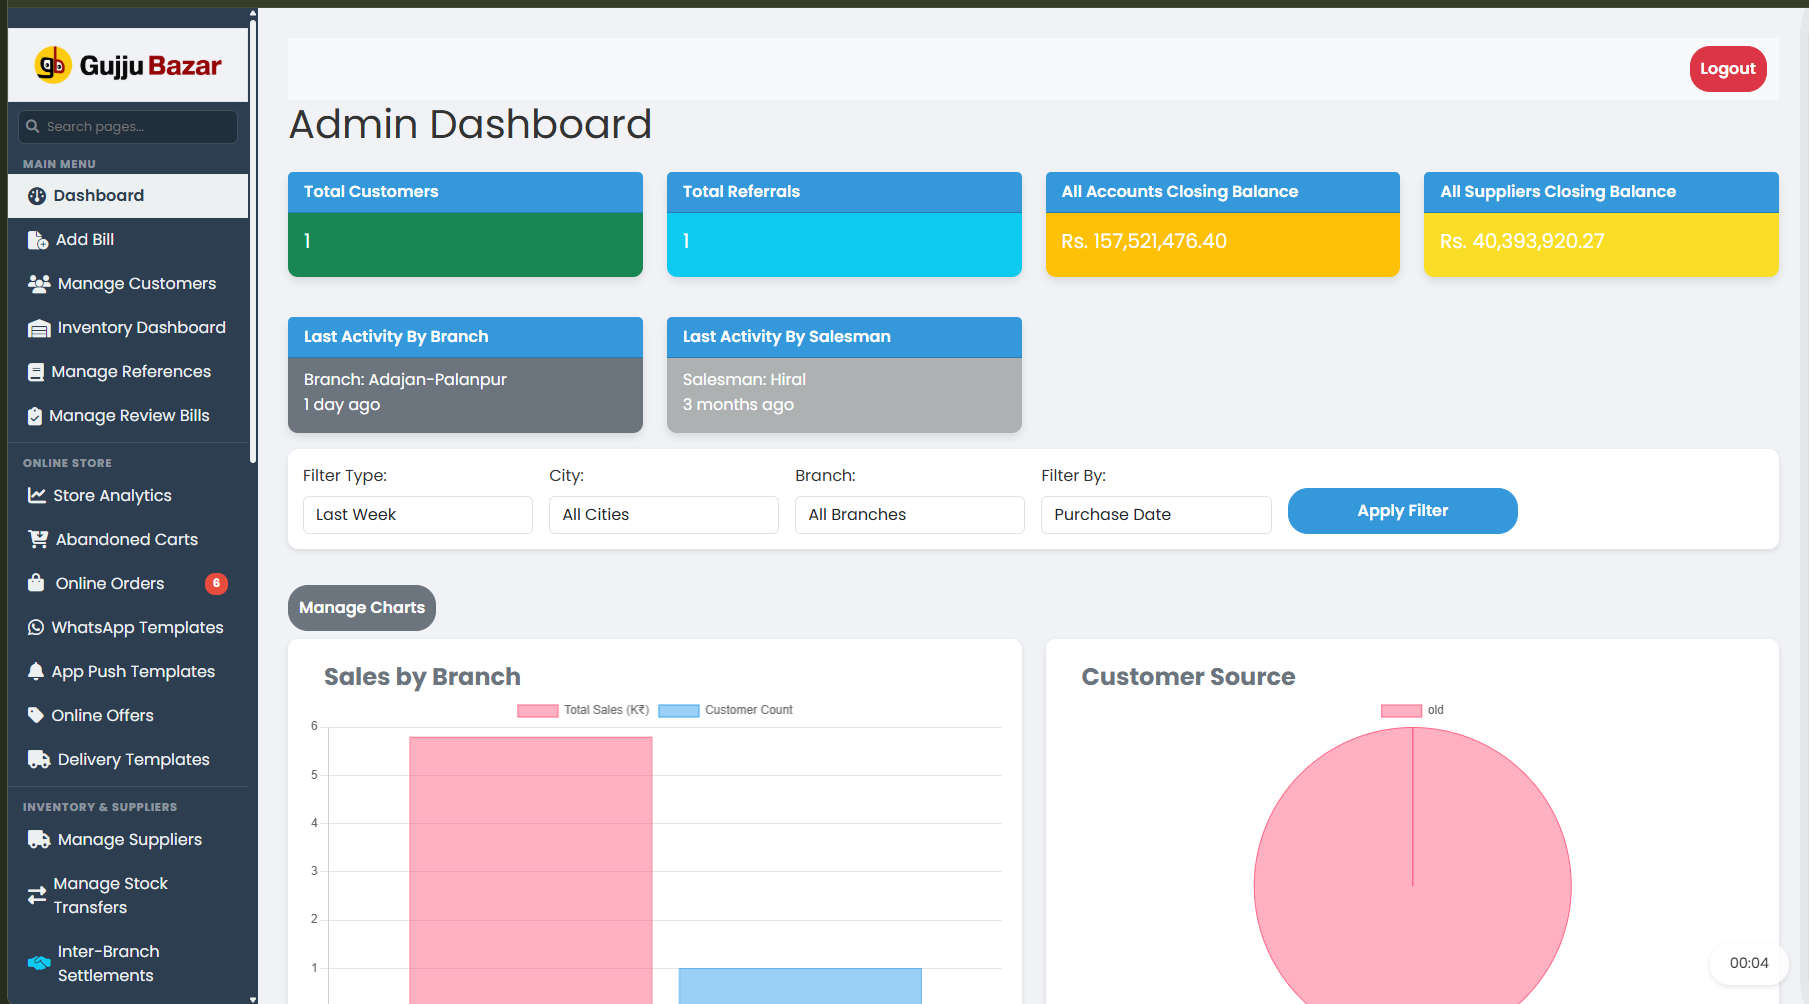 gb Gujju Bazar
Search pages...
MAIN MENU
Dashboard
Add Bill
Manage Customers
Inventory Dashboard
Manage References
Manage Review Bills
ONLINE STORE
Store Analytics
Abandoned Carts
Online Orders 6
WhatsApp Templates
App Push Templates
Online Offers
Delivery Templates
INVENTORY & SUPPLIERS
Manage Suppliers
Manage Stock
Transfers
Inter-Branch
Settlements
Logout
Admin Dashboard
Total Customers
1
Total Referrals
1
All Accounts Closing Balance
Rs. 157,521,476.40
All Suppliers Closing Balance
Rs. 40,393,920.27
Last Activity By Branch
Branch: Adajan-Palanpur
1 day ago
Last Activity By Salesman
Salesman: Hiral
3 months ago
Filter Type:
Last Week
City:
All Cities
Branch:
All Branches
Filter By:
Purchase Date
Apply Filter
Manage Charts
Sales by Branch
Total Sales (K₹) Customer Count
6
5
4
3
2
1
Customer Source
old
00:04